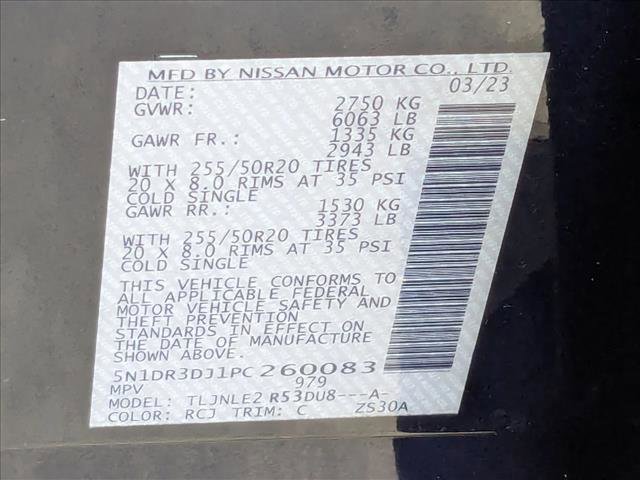 MFD BY NISSAN MOTOR CO., LTD.
DATE: 03/23
GVWR: 2750 KG
6063 LB
GAWR FR.: 1335 KG
2943 LB
WITH 255/50R20 TIRES
20 X 8.0 RIMS AT 35 PSI
COLD SINGLE
GAWR RR.: 1530 KG
3373 LB
WITH 255/50R20 TIRES
20 X 8.0 RIMS AT 35 PSI
COLD SINGLE
THIS VEHICLE CONFORMS TO
ALL APPLICABLE FEDERAL
MOTOR VEHICLE SAFETY AND
THEFT PREVENTION
STANDARDS IN EFFECT ON
THE DATE OF MANUFACTURE
SHOWN ABOVE.
5N1DR3DJ1PC260083
MPV 979
MODEL: TLJNLE2 R53DU8---A-
COLOR: RCJ TRIM: C ZS30A